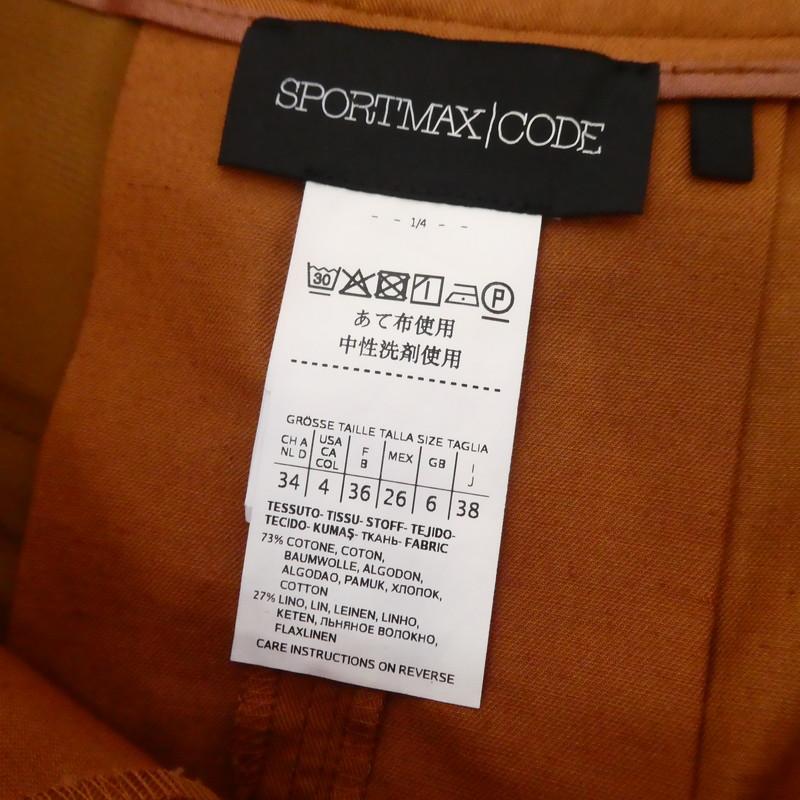 SPORTMAX|CODE
- - 1/4 - -
30 P
あて布使用
中性洗剤使用
GRÖSSE TAILLE TALLA SIZE TAGLIA
CH A NL D | USA CA COL | F B | MEX | GB | I J
34 | 4 | 36 | 26 | 6 | 38
TESSUTO- TISSU- STOFF- TEJIDO-
TECIDO- KUMAŞ- ТКАНЬ- FABRIC
73% COTONE, COTON,
BAUMWOLLE, ALGODON,
ALGODAO, PAMUK, ХЛОПОК,
COTTON
27% LINO, LIN, LEINEN, LINHO,
KETEN, ЛЬНЯНОЕ ВОЛОКНО,
FLAXLINEN
CARE INSTRUCTIONS ON REVERSE